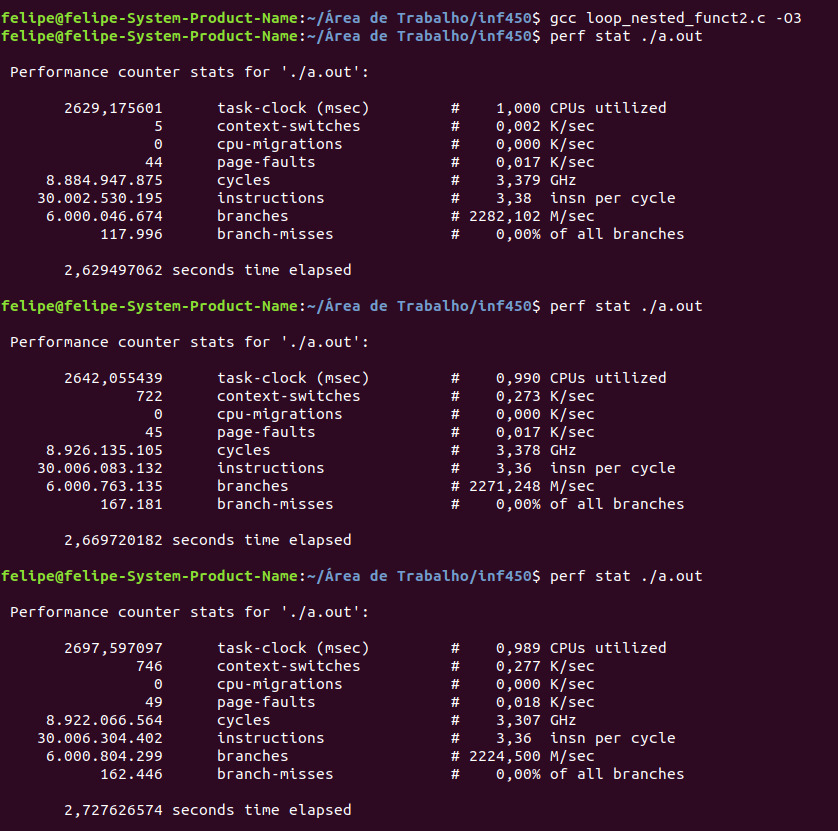 felipe@felipe-System-Product-Name:~/Área de Trabalho/inf450$ gcc loop_nested_funct2.c -O3
felipe@felipe-System-Product-Name:~/Área de Trabalho/inf450$ perf stat ./a.out
Performance counter stats for './a.out':
2629,175601 task-clock (msec) # 1,000 CPUs utilized
5 context-switches # 0,002 K/sec
0 cpu-migrations # 0,000 K/sec
44 page-faults # 0,017 K/sec
8.884.947.875 cycles # 3,379 GHz
30.002.530.195 instructions # 3,38 insn per cycle
6.000.046.674 branches # 2282,102 M/sec
117.996 branch-misses # 0,00% of all branches
2,629497062 seconds time elapsed
felipe@felipe-System-Product-Name:~/Área de Trabalho/inf450$ perf stat ./a.out
Performance counter stats for './a.out':
2642,055439 task-clock (msec) # 0,990 CPUs utilized
722 context-switches # 0,273 K/sec
0 cpu-migrations # 0,000 K/sec
45 page-faults # 0,017 K/sec
8.926.135.105 cycles # 3,378 GHz
30.006.083.132 instructions # 3,36 insn per cycle
6.000.763.135 branches # 2271,248 M/sec
167.181 branch-misses # 0,00% of all branches
2,669720182 seconds time elapsed
felipe@felipe-System-Product-Name:~/Área de Trabalho/inf450$ perf stat ./a.out
Performance counter stats for './a.out':
2697,597097 task-clock (msec) # 0,989 CPUs utilized
746 context-switches # 0,277 K/sec
0 cpu-migrations # 0,000 K/sec
49 page-faults # 0,018 K/sec
8.922.066.564 cycles # 3,307 GHz
30.006.304.402 instructions # 3,36 insn per cycle
6.000.804.299 branches # 2224,500 M/sec
162.446 branch-misses # 0,00% of all branches
2,727626574 seconds time elapsed